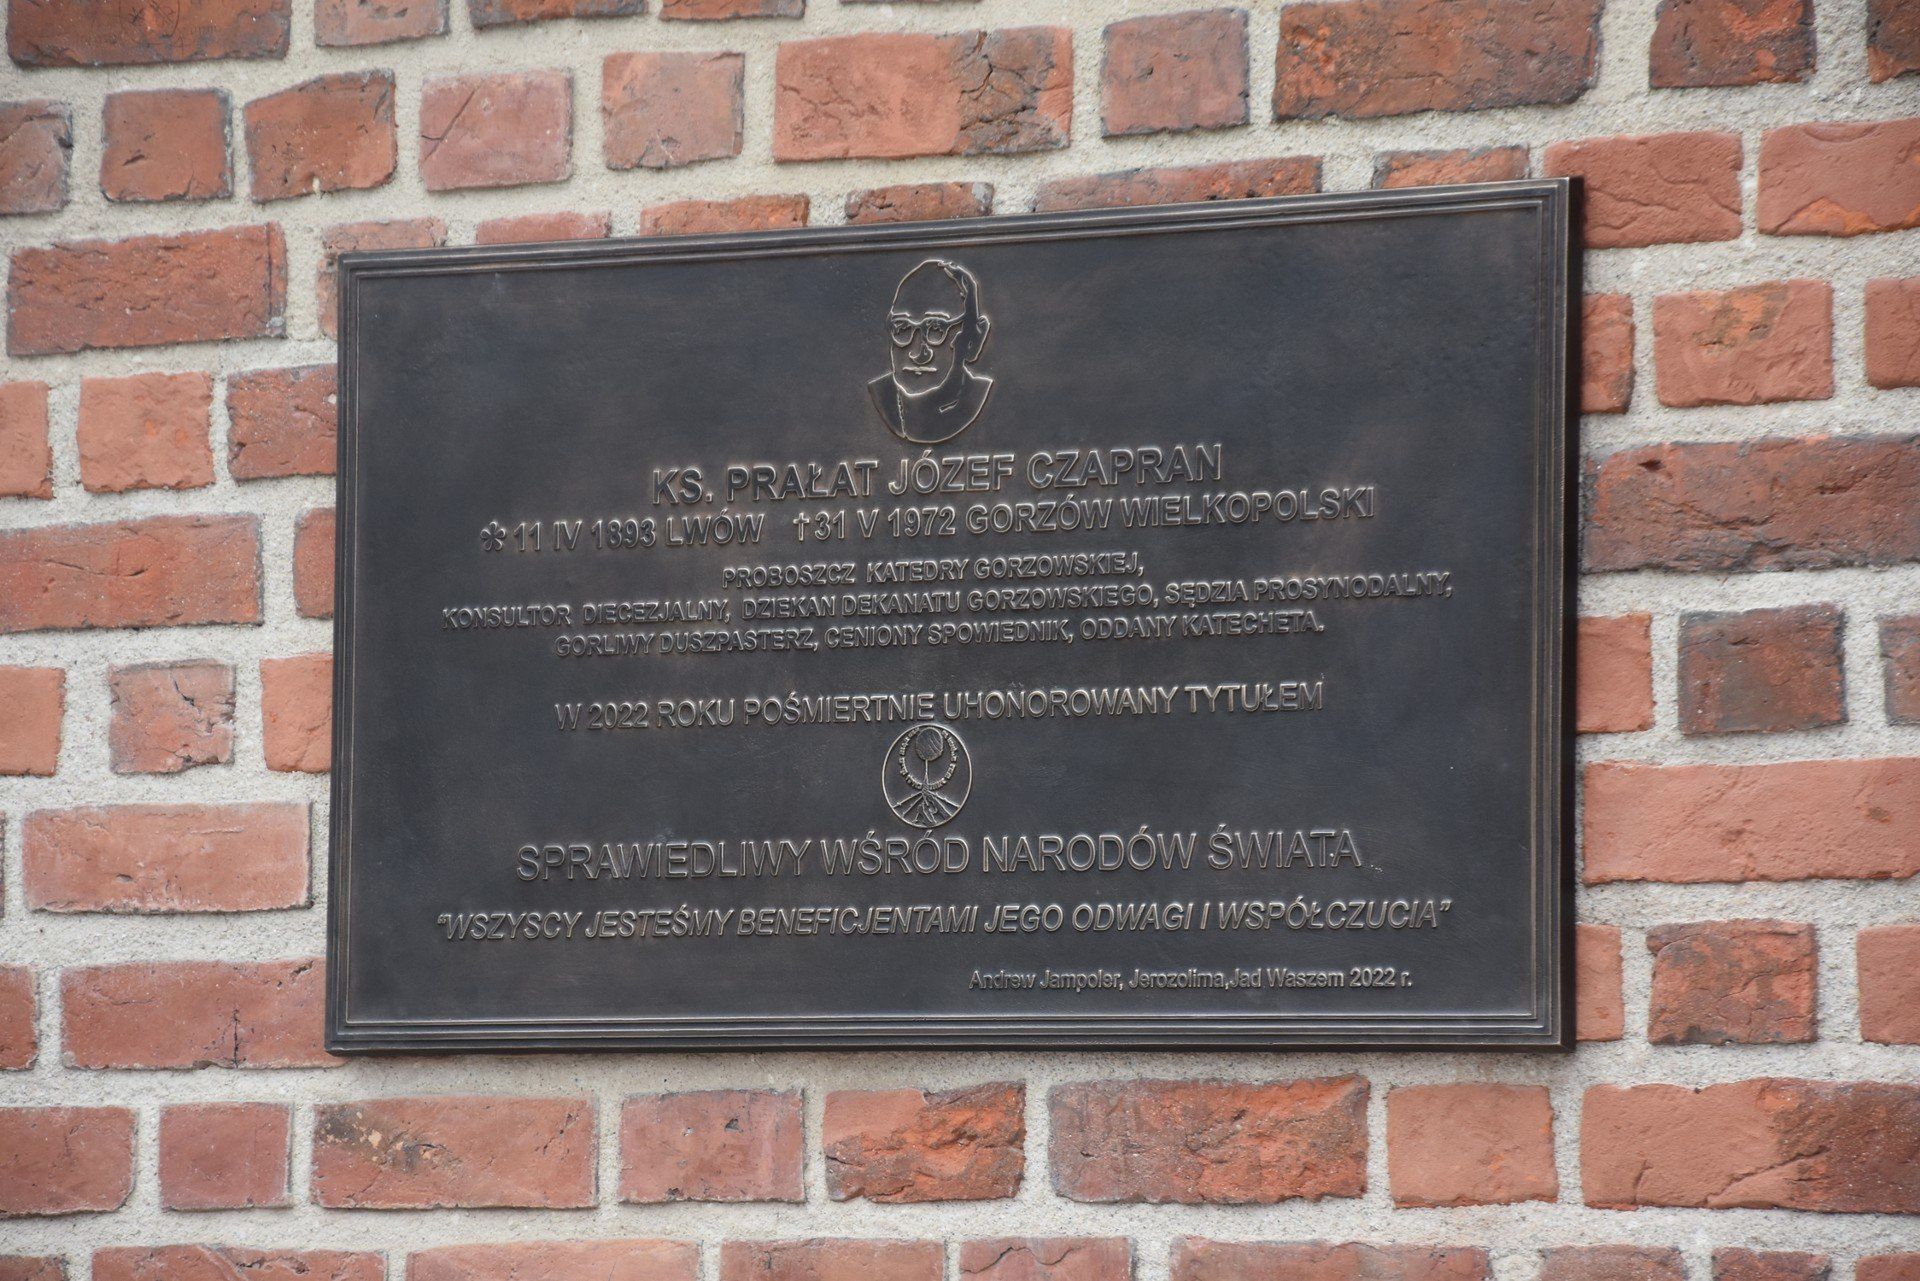 KS. PRAŁAT JÓZEF CZAPRAN
* 11 IV 1893 LWÓW † 31 V 1972 GORZÓW WIELKOPOLSKI
PROBOSZCZ KATEDRY GORZOWSKIEJ,
KONSULTOR DIECEZJALNY, DZIEKAN DEKANATU GORZOWSKIEGO, SĘDZIA PROSYNODALNY,
GORLIWY DUSZPASTERZ, CENIONY SPOWIEDNIK, ODDANY KATECHETA.
W 2022 ROKU POŚMIERTNIE UHONOROWANY TYTUŁEM
SPRAWIEDLIWY WŚRÓD NARODÓW ŚWIATA
“WSZYSCY JESTEŚMY BENEFICJENTAMI JEGO ODWAGI I WSPÓŁCZUCIA”
Andrew Jampoler, Jerozolima,Jad Waszem 2022 r.